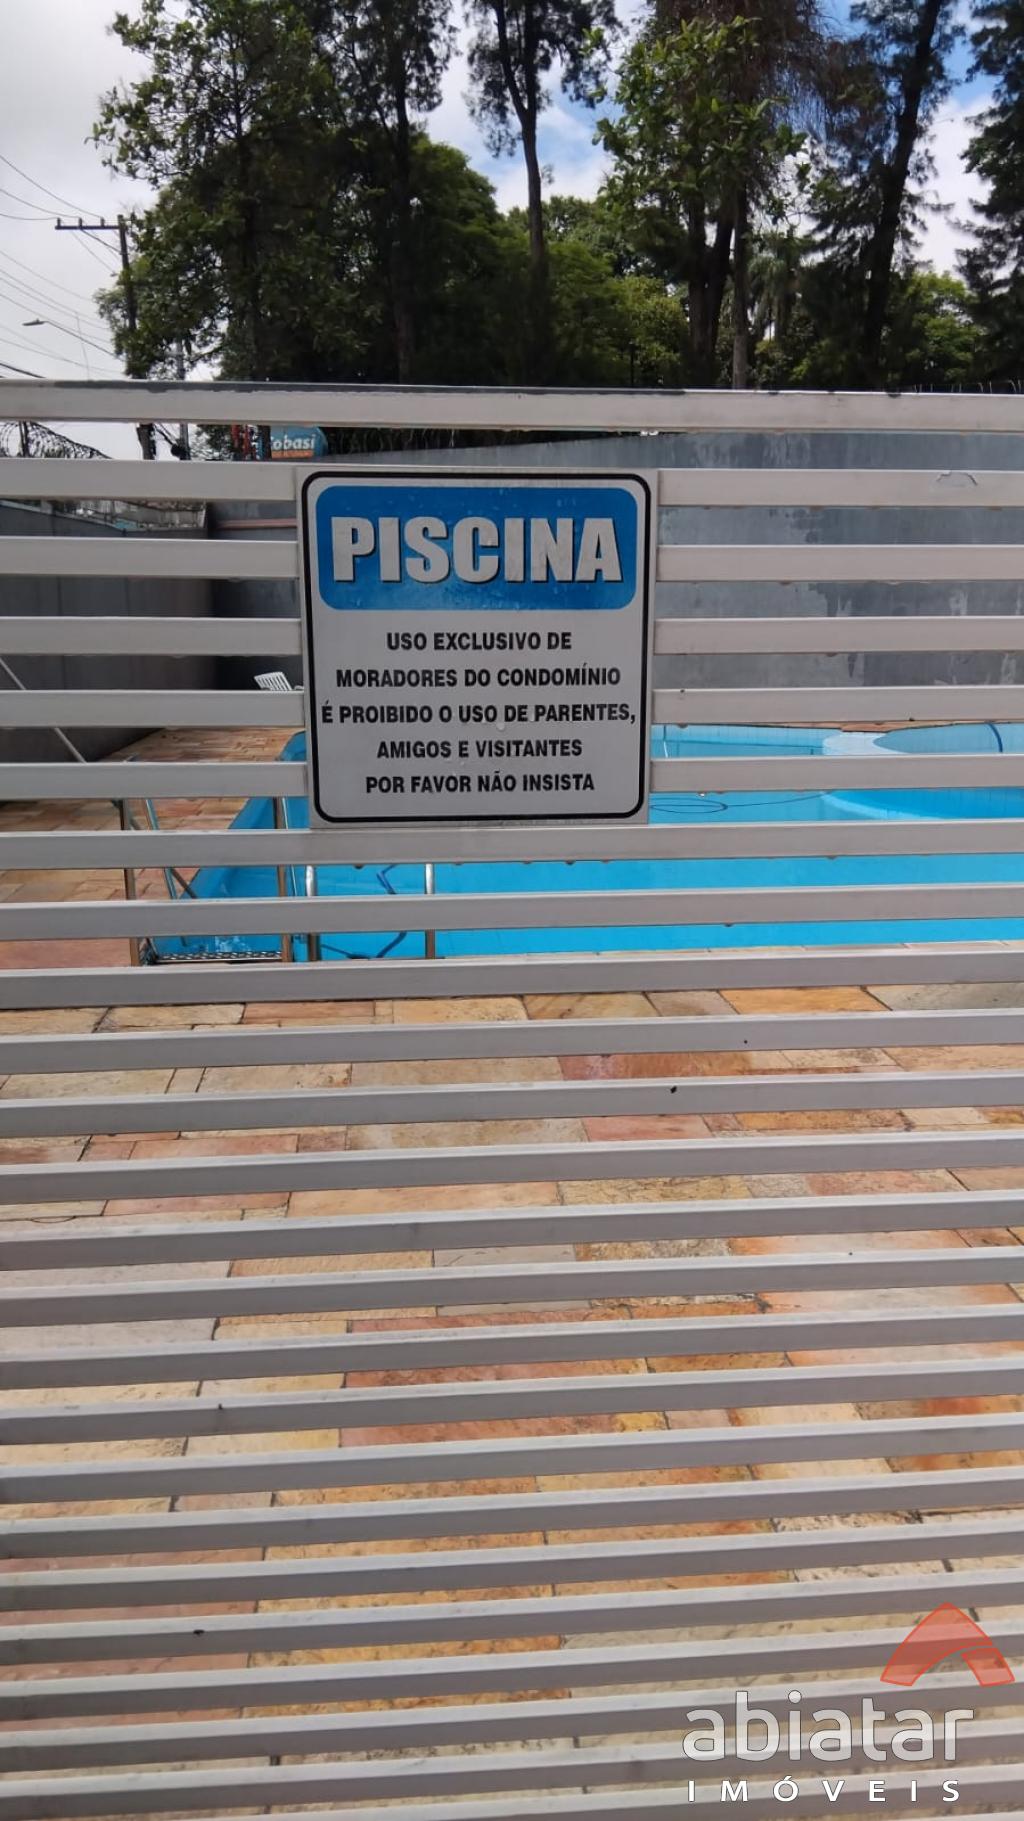 obasi
PISCINA
USO EXCLUSIVO DE
MORADORES DO CONDOMÍNIO
É PROIBIDO O USO DE PARENTES,
AMIGOS E VISITANTES
POR FAVOR NÃO INSISTA
abiatar
IMÓVEIS